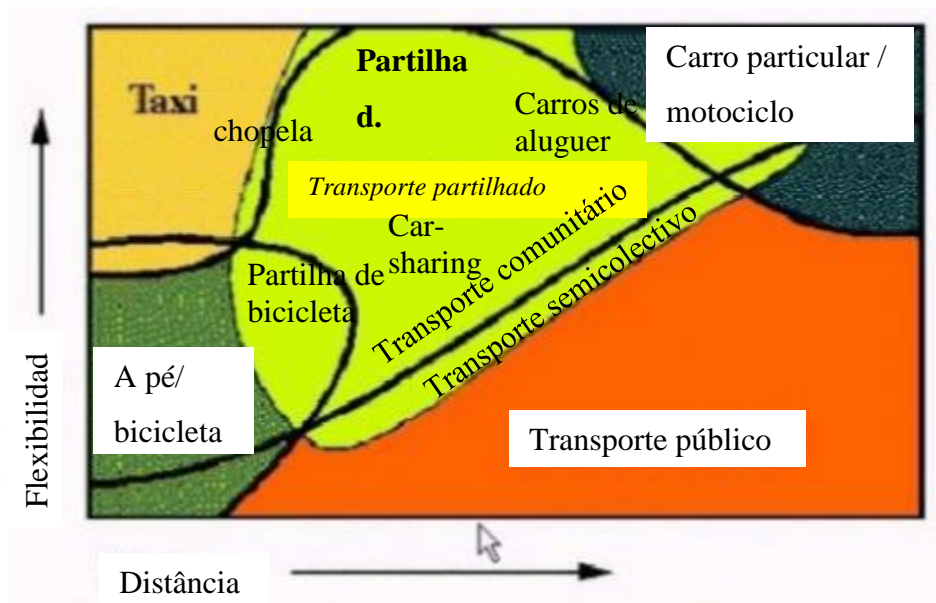 Partilha
d.
Carro particular /
motociclo
Taxi
chopela
Carros de
aluguer
Transporte partilhado
Car-
sharing
Transporte comunitário
Transporte semicolectivo
Partilha de
bicicleta
A pé/
bicicleta
Transporte público
Flexibilidad
Distância